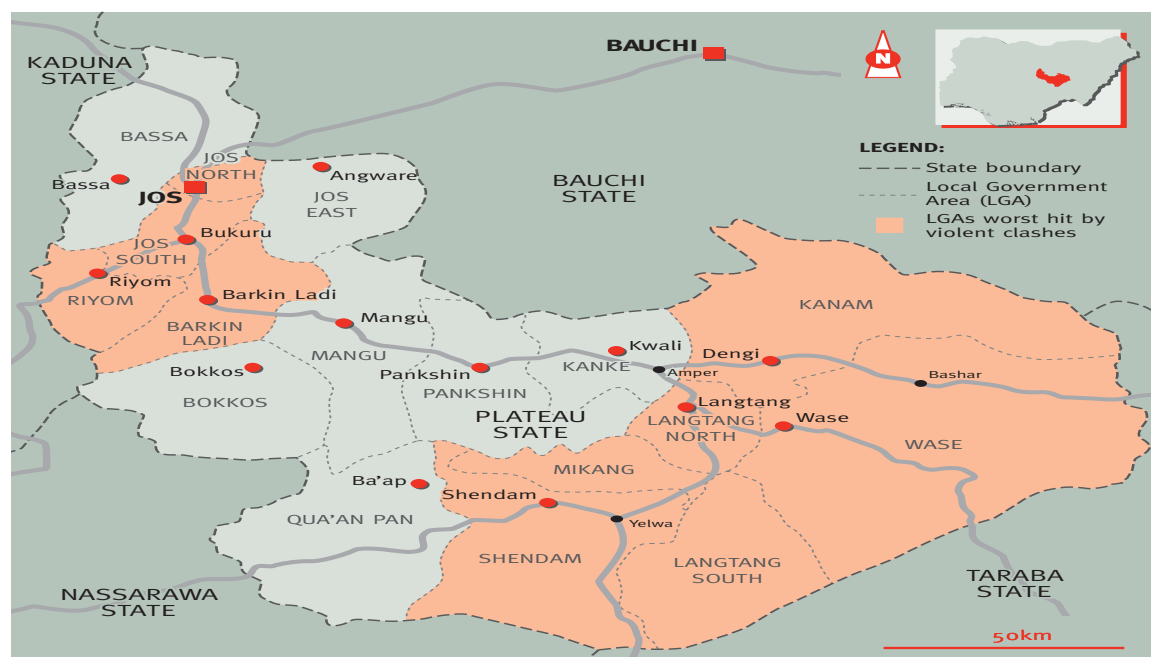 KADUNA
STATE
BAUCHI
N
BASSA
JOS
NORTH
Bassa
JOS
Angware
JOS
EAST
BAUCHI
STATE
LEGEND:
State boundary
Local Government
Area (LGA)
LGAs worst hit by
violent clashes
Bukuru
JOS
SOUTH
Riyom
RIYOM
Barkin Ladi
BARKIN
LADI
Mangu
MANGU
Bokkos
BOKKOS
Pankshin
PANKSHIN
Kwali
KANKE
Amper
Dengi
KANAM
Bashar
PLATEAU
STATE
Langtang
LANGTANG
NORTH
Wase
WASE
MIKANG
Ba'ap
Shendam
QUA'AN PAN
Yelwa
SHENDAM
LANGTANG
SOUTH
NASSARAWA
STATE
TARABA
STATE
50km